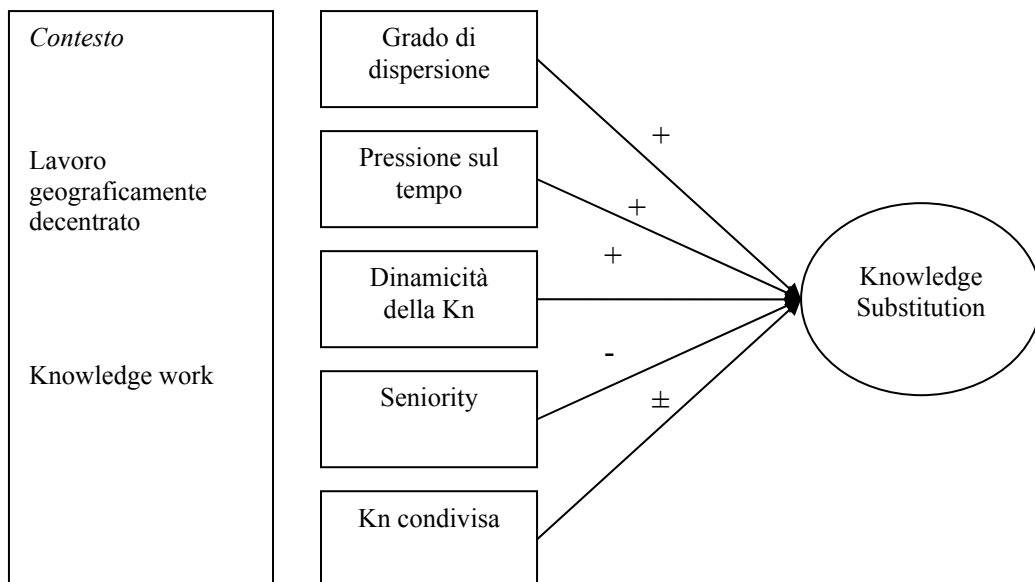 Contesto
Lavoro
geograficamente
decentrato
Knowledge work
Grado di
dispersione
Pressione sul
tempo
Dinamicità
della Kn
Seniority
Kn condivisa
+
+
+
-
±
Knowledge
Substitution